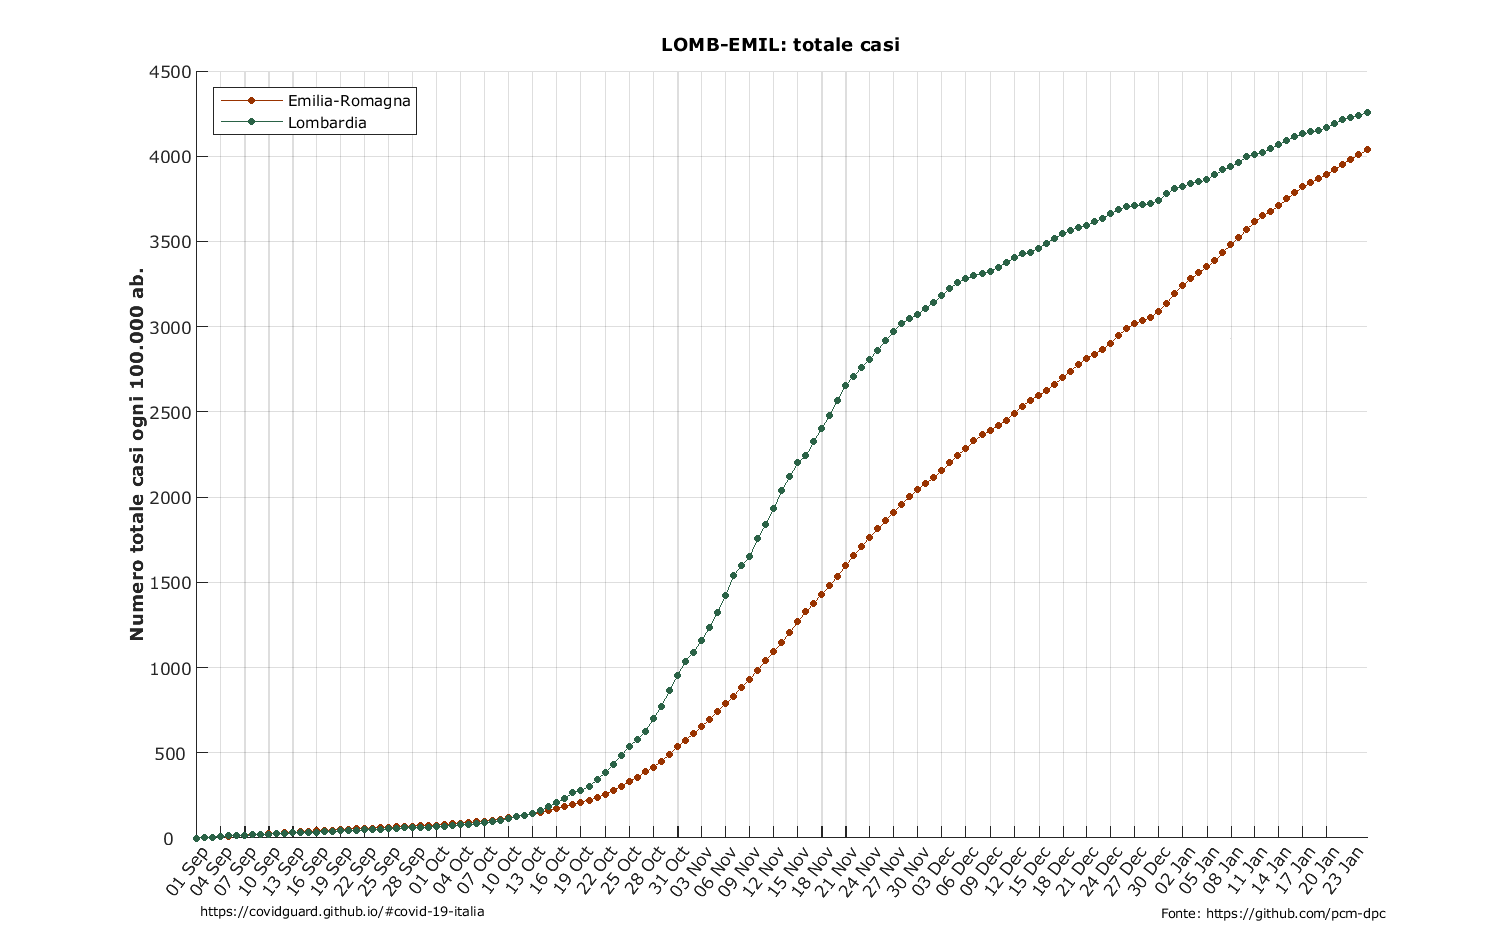 LOMB-EMIL: totale casi
4500
4000
3500
3000
2500
2000
1500
1000
500
0
Numero totale casi ogni 100.000 ab.
Emilia-Romagna
Lombardia
01 Sep
04 Sep
07 Sep
10 Sep
13 Sep
16 Sep
19 Sep
22 Sep
25 Sep
28 Sep
01 Oct
04 Oct
07 Oct
10 Oct
13 Oct
16 Oct
19 Oct
22 Oct
25 Oct
28 Oct
31 Oct
03 Nov
06 Nov
09 Nov
12 Nov
15 Nov
18 Nov
21 Nov
24 Nov
27 Nov
30 Nov
03 Dec
06 Dec
09 Dec
12 Dec
15 Dec
18 Dec
21 Dec
24 Dec
27 Dec
30 Dec
02 Jan
05 Jan
08 Jan
11 Jan
14 Jan
17 Jan
20 Jan
23 Jan
https://covidguard.github.io/#covid-19-italia
Fonte: https://github.com/pcm-dpc